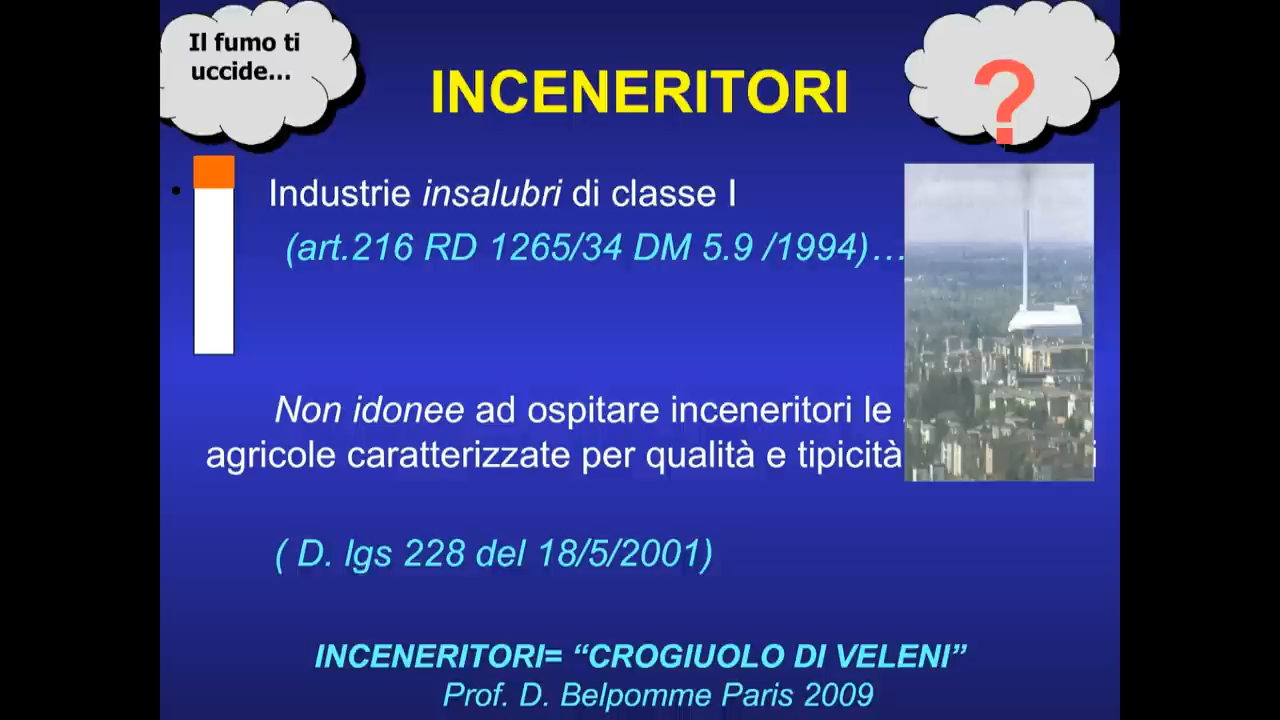 Il fumo ti
uccide...
INCENERITORI
?
• Industrie insalubri di classe I
(art.216 RD 1265/34 DM 5.9 /1994)…
Non idonee ad ospitare inceneritori le
agricole caratterizzate per qualità e tipicità i
( D. lgs 228 del 18/5/2001)
INCENERITORI= “CROGIUOLO DI VELENI”
Prof. D. Belpomme Paris 2009